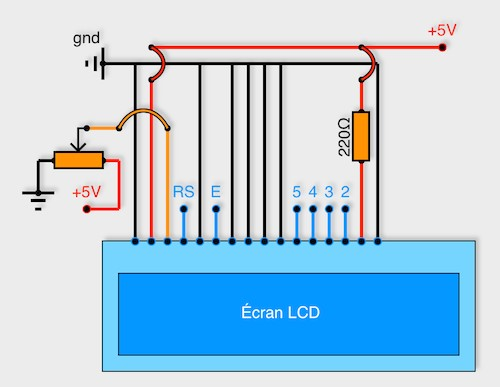 +5V
gnd
220Ω
+5V
RS E 5 4 3 2
Écran LCD